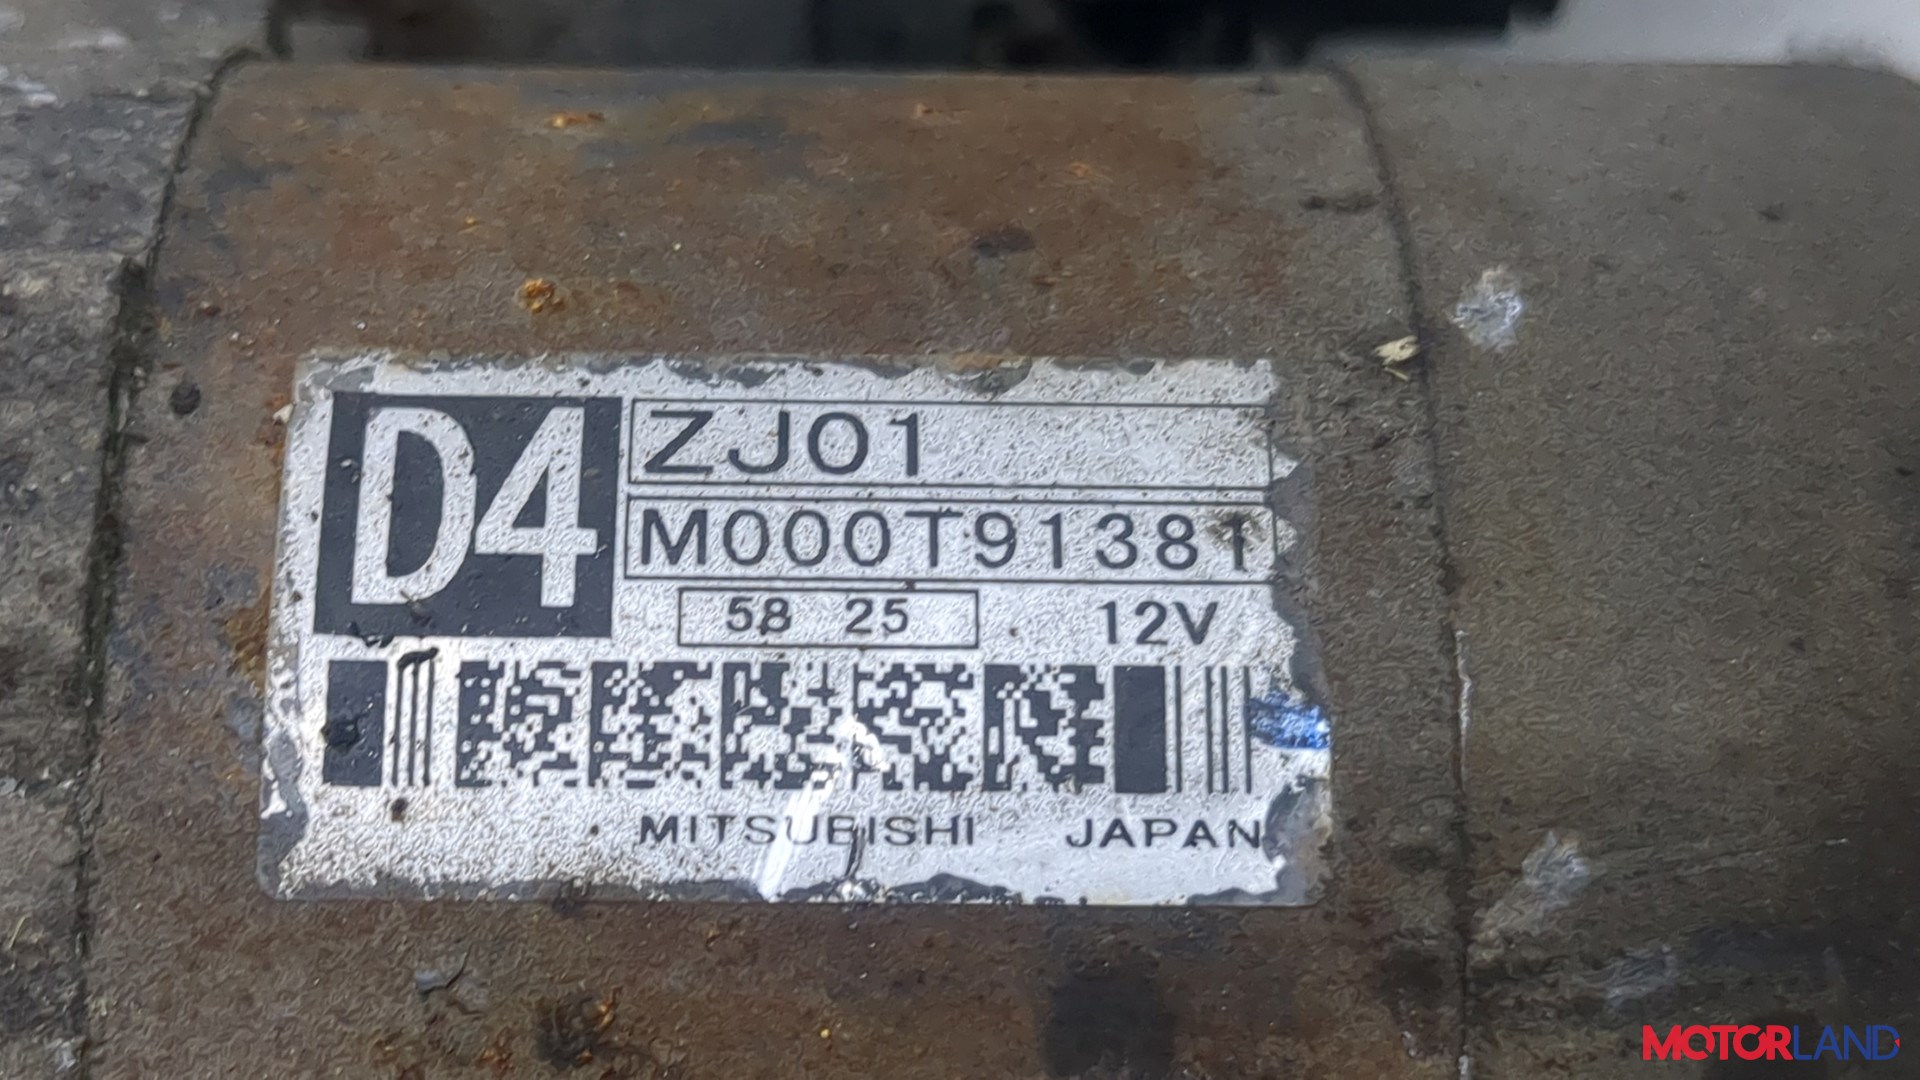 D4
ZJ01
M000T91381
58 25 12V
MITSUBISHI JAPAN
MOTORLAND